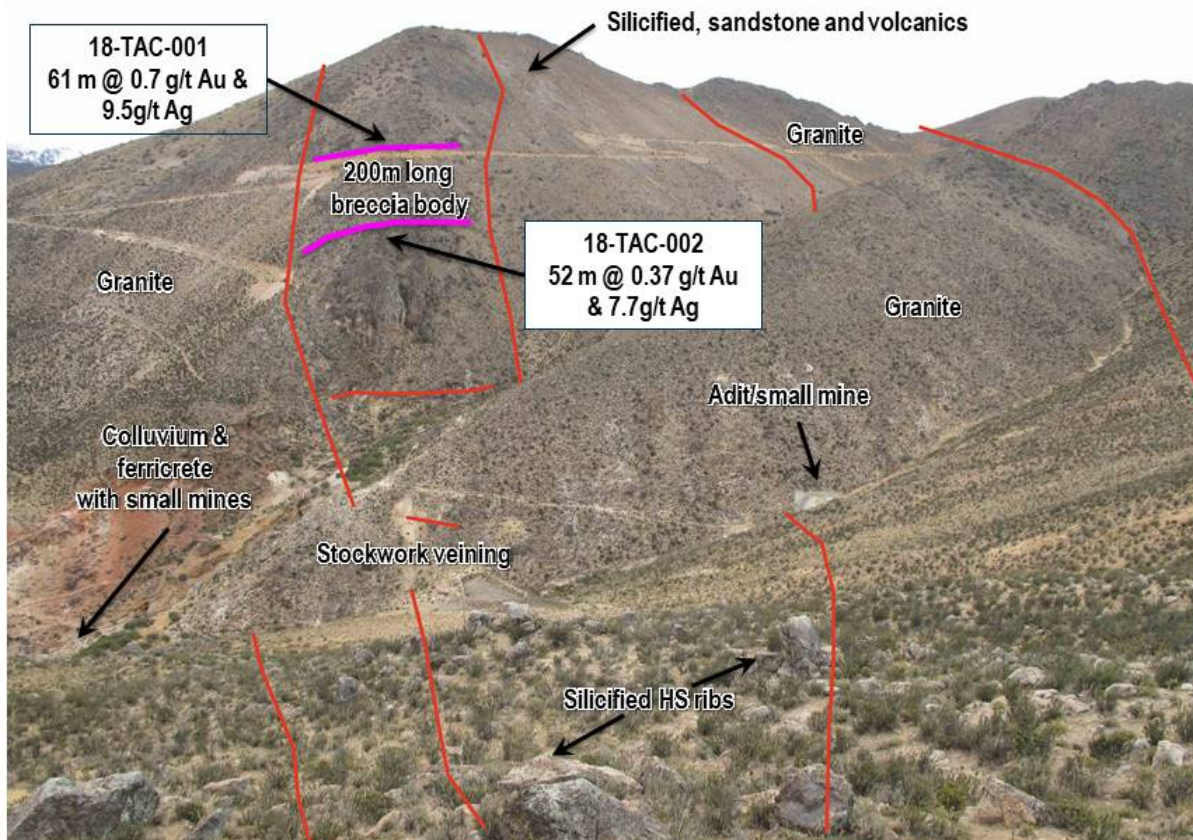 Silicified, sandstone and volcanics
18-TAC-001
61 m @ 0.7 g/t Au &
9.5g/t Ag
Granite
200m long
breccia body
18-TAC-002
52 m @ 0.37 g/t Au
& 7.7g/t Ag
Granite
Granite
Adit/small mine
Colluvium &
ferricrete
with small mines
Stockwork veining
Silicified HS ribs